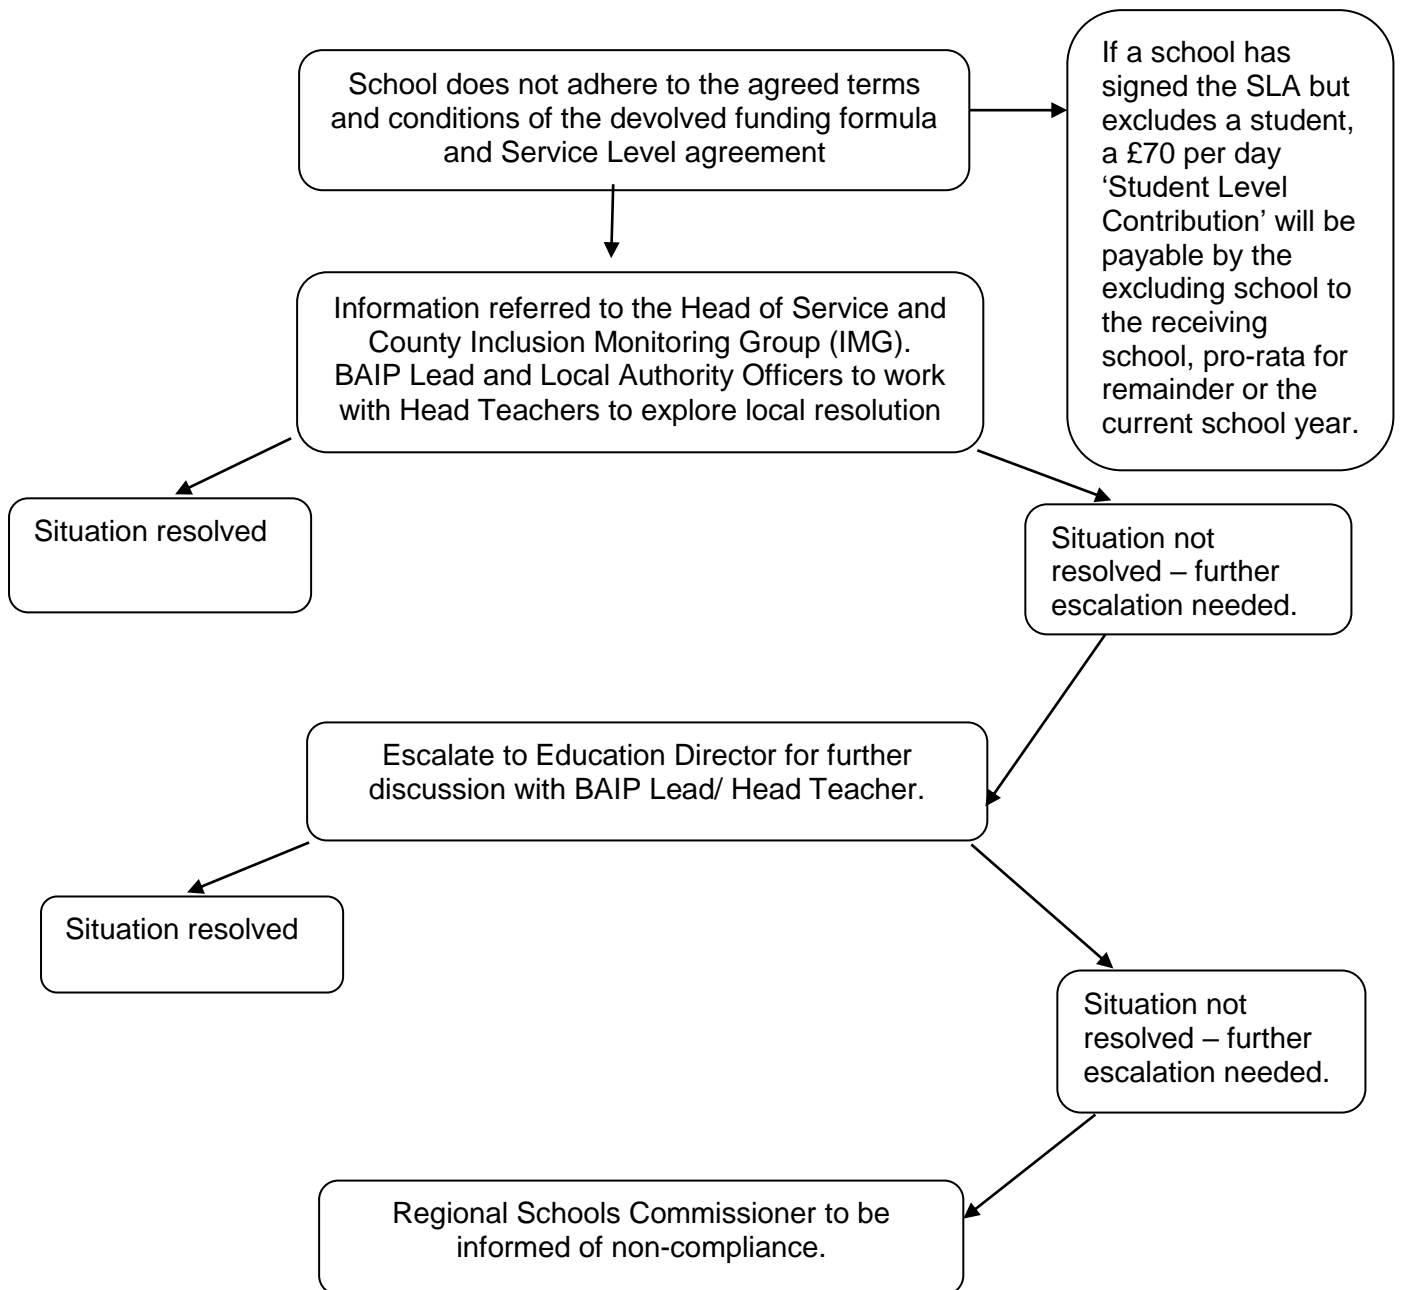 School does not adhere to the agreed terms
and conditions of the devolved funding formula
and Service Level agreement
If a school has
signed the SLA but
excludes a student,
a £70 per day
‘Student Level
Contribution’ will be
payable by the
excluding school to
the receiving
school, pro-rata for
remainder or the
current school year.
Information referred to the Head of Service and
County Inclusion Monitoring Group (IMG).
BAIP Lead and Local Authority Officers to work
with Head Teachers to explore local resolution
Situation resolved
Situation not
resolved – further
escalation needed.
Escalate to Education Director for further
discussion with BAIP Lead/ Head Teacher.
Situation resolved
Situation not
resolved – further
escalation needed.
Regional Schools Commissioner to be
informed of non-compliance.